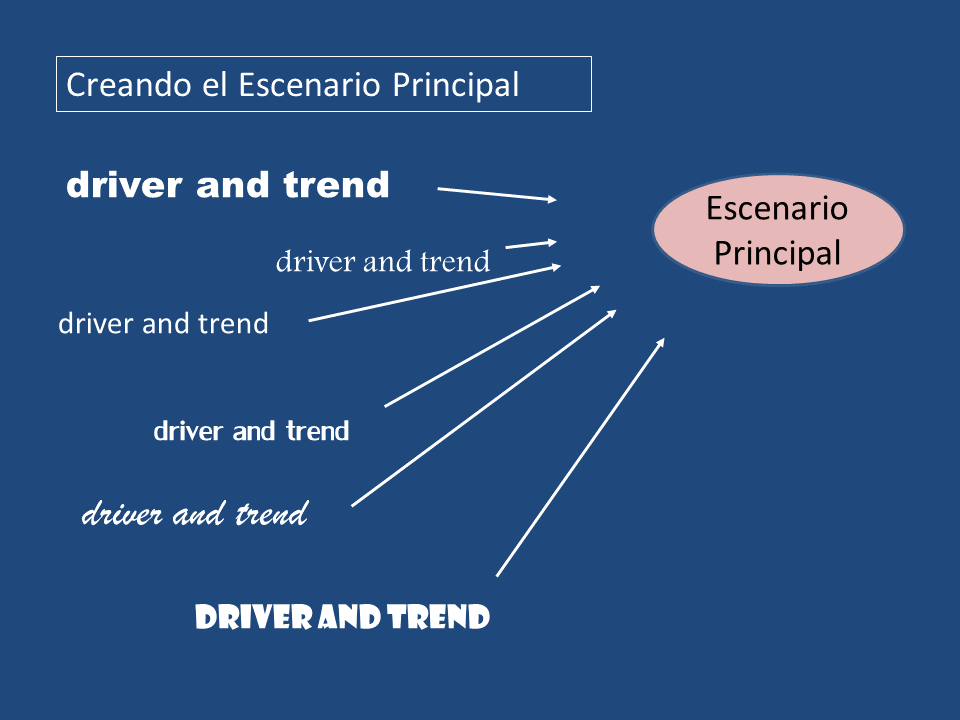 Creando el Escenario Principal
driver and trend
Escenario
Principal
driver and trend
driver and trend
driver and trend
driver and trend
DRIVER AND TREND